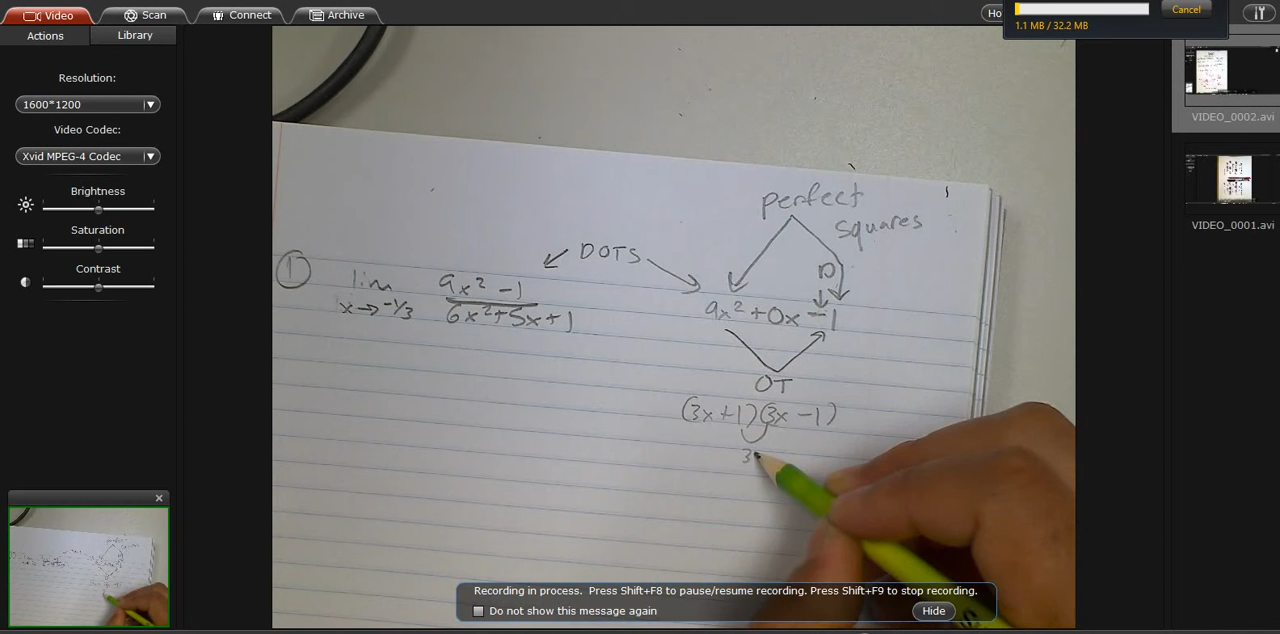 Video
Scan
Connect
Archive
Ho
Cancel
1.1 MB / 32.2 MB
Actions
Library
Resolution:
1600*1200
Video Codec:
Xvid MPEG-4 Codec
Brightness
Saturation
Contrast
VIDEO_0002.avi
VIDEO_0001.avi
perfect
squares
DOTS
D
① lim 9x² - 1
x → -1/3 6x² + 5x + 1
9x² + 0x - 1
OT
(3x + 1)(3x - 1)
3
Recording in process. Press Shift+F8 to pause/resume recording. Press Shift+F9 to stop recording.
Do not show this message again
Hide